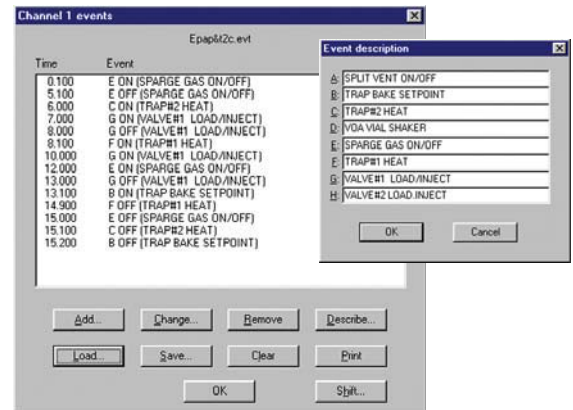 Channel 1 events
Epap&t2c.evt
Time Event
0.100 E ON (SPARGE GAS ON/OFF)
5.100 E OFF (SPARGE GAS ON/OFF)
6.000 C ON (TRAP#2 HEAT)
7.000 G ON (VALVE#1 LOAD/INJECT)
8.000 G OFF (VALVE#1 LOAD/INJECT)
8.100 F ON (TRAP#1 HEAT)
10.000 G ON (VALVE#1 LOAD/INJECT)
12.000 E ON (SPARGE GAS ON/OFF)
13.000 G OFF (VALVE#1 LOAD/INJECT)
13.100 B ON (TRAP BAKE SETPOINT)
14.900 F OFF (TRAP#1 HEAT)
15.000 E OFF (SPARGE GAS ON/OFF)
15.100 C OFF (TRAP#2 HEAT)
15.200 B OFF (TRAP BAKE SETPOINT)
Add... Change... Remove Describe...
Load... Save... Clear Print
OK Shift...
Event description
A: SPLIT VENT ON/OFF
B: TRAP BAKE SETPOINT
C: TRAP#2 HEAT
D: VOA VIAL SHAKER
E: SPARGE GAS ON/OFF
F: TRAP#1 HEAT
G: VALVE#1 LOAD/INJECT
H: VALVE#2 LOAD.INJECT
OK Cancel